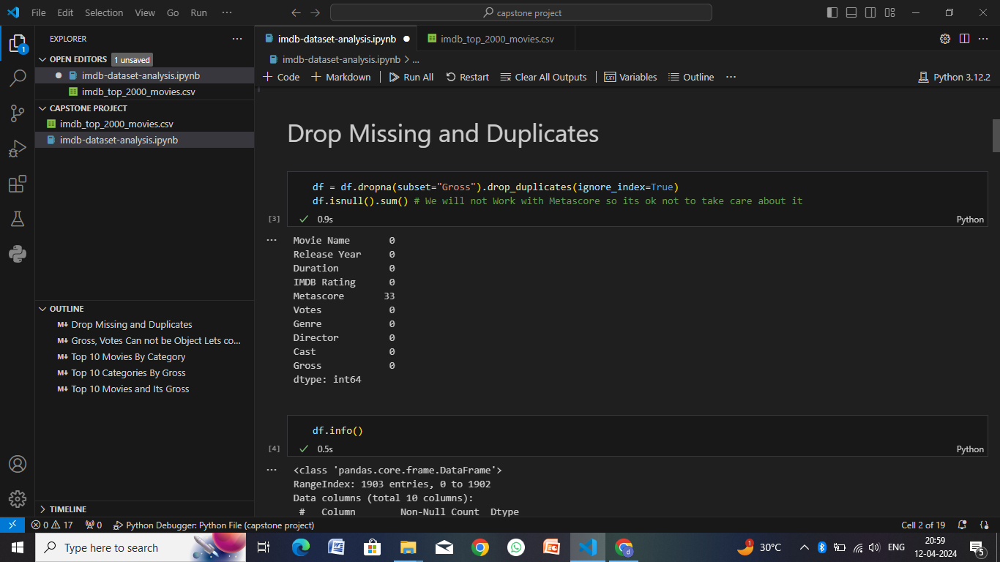 File Edit Selection View Go Run ···
capstone project
EXPLORER ···
OPEN EDITORS 1 unsaved
imdb-dataset-analysis.ipynb
imdb_top_2000_movies.csv
CAPSTONE PROJECT
imdb_top_2000_movies.csv
imdb-dataset-analysis.ipynb
OUTLINE
M↓ Drop Missing and Duplicates
M↓ Gross, Votes Can not be Object Lets co...
M↓ Top 10 Movies By Category
M↓ Top 10 Categories By Gross
M↓ Top 10 Movies and Its Gross
TIMELINE
1
imdb-dataset-analysis.ipynb
imdb_top_2000_movies.csv
imdb-dataset-analysis.ipynb > ...
+ Code + Markdown | Run All Restart Clear All Outputs | Variables Outline ···
Python 3.12.2
Drop Missing and Duplicates
df = df.dropna(subset="Gross").drop_duplicates(ignore_index=True)
df.isnull().sum() # We will not Work with Metascore so its ok not to take care about it
[3] ✓ 0.9s Python
Movie Name 0
Release Year 0
Duration 0
IMDB Rating 0
Metascore 33
Votes 0
Genre 0
Director 0
Cast 0
Gross 0
dtype: int64
df.info()
[4] ✓ 0.5s Python
<class 'pandas.core.frame.DataFrame'>
RangeIndex: 1903 entries, 0 to 1902
Data columns (total 10 columns):
# Column Non-Null Count Dtype
0 17 0 Python Debugger: Python File (capstone project) Cell 2 of 19
Type here to search
1 30°C ENG
20:59
12-04-2024
5